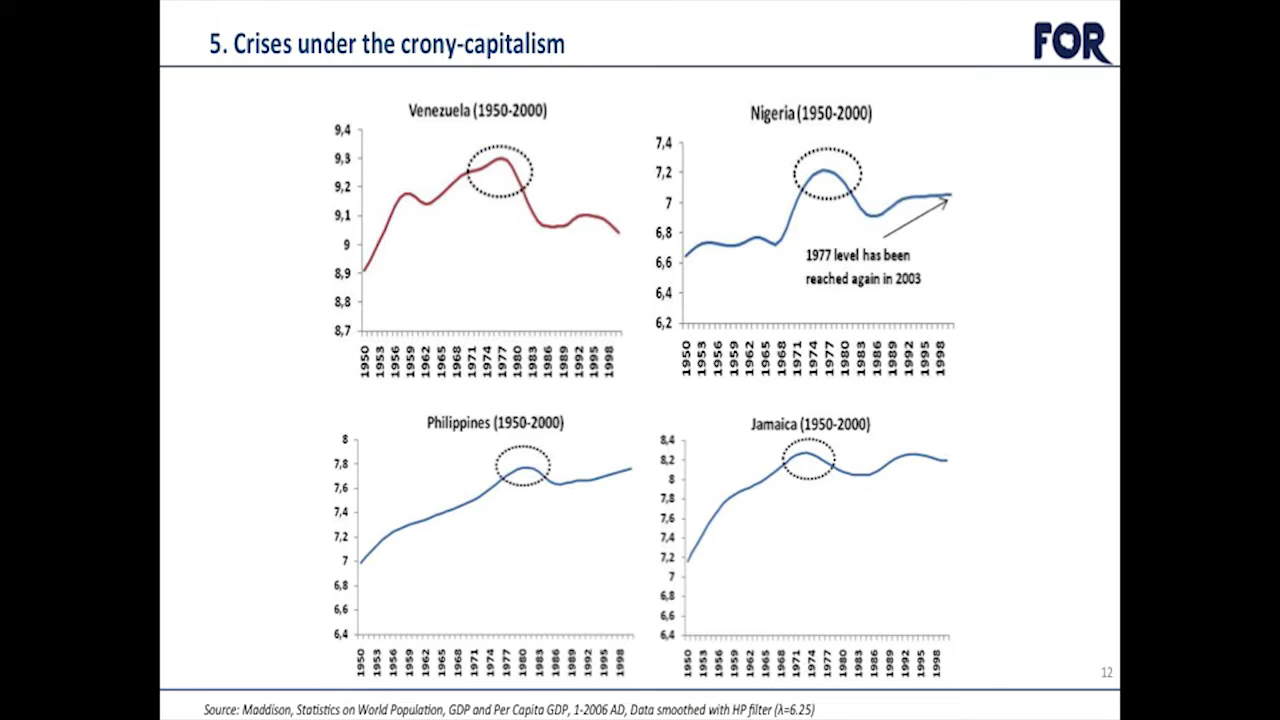 5. Crises under the crony-capitalism
FOR
Venezuela (1950-2000)
9,4
9,3
9,2
9,1
9
8,9
8,8
8,7
1950 1953 1956 1959 1962 1965 1968 1971 1974 1977 1980 1983 1986 1989 1992 1995 1998
Nigeria (1950-2000)
7,4
7,2
7
6,8
6,6
6,4
6,2
1977 level has been
reached again in 2003
1950 1953 1956 1959 1962 1965 1968 1971 1974 1977 1980 1983 1986 1989 1992 1995 1998
Philippines (1950-2000)
8
7,8
7,6
7,4
7,2
7
6,8
6,6
6,4
1950 1953 1956 1959 1962 1965 1968 1971 1974 1977 1980 1983 1986 1989 1992 1995 1998
Jamaica (1950-2000)
8,4
8,2
8
7,8
7,6
7,4
7,2
7
6,8
6,6
6,4
1950 1953 1956 1959 1962 1965 1968 1971 1974 1977 1980 1983 1986 1989 1992 1995 1998
12
Source: Maddison, Statistics on World Population, GDP and Per Capita GDP, 1-2006 AD, Data smoothed with HP filter (λ=6.25)